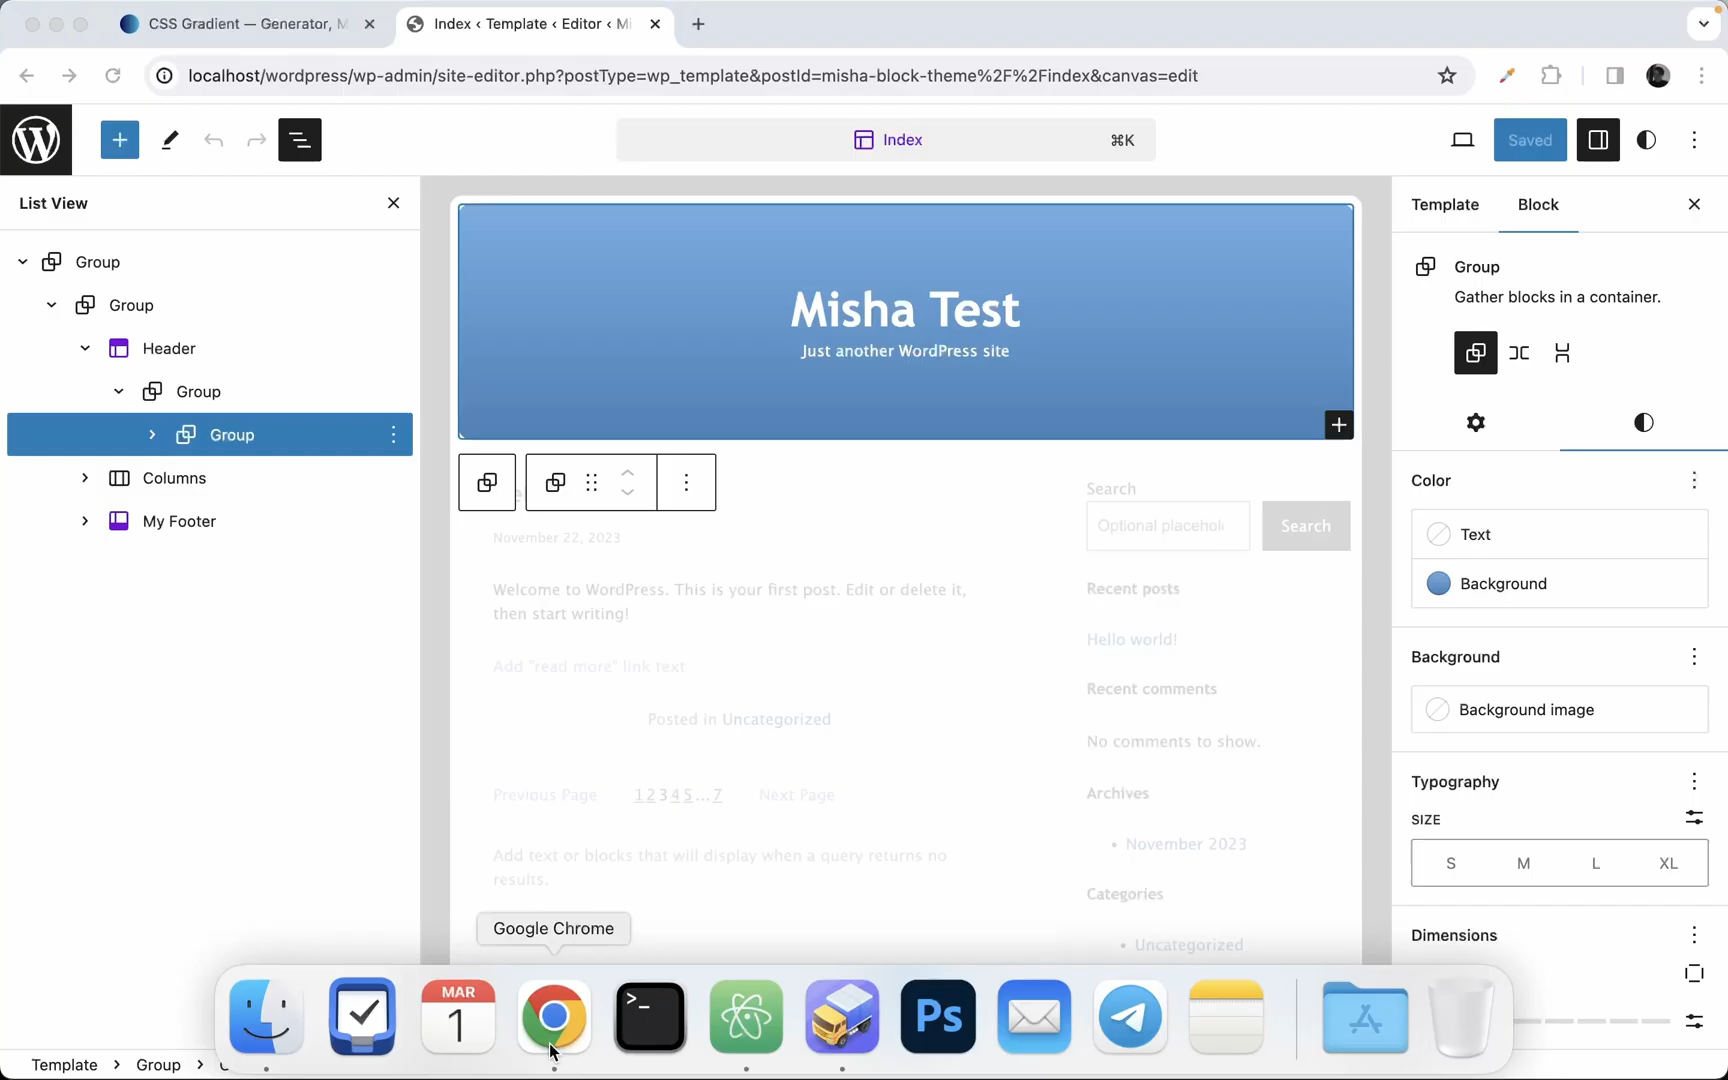 CSS Gradient — Generator, M
Index ‹ Template ‹ Editor ‹ Mi
localhost/wordpress/wp-admin/site-editor.php?postType=wp_template&postId=misha-block-theme%2F%2Findex&canvas=edit
Index
⌘K
Saved
List View
Group
Group
Header
Group
Group
Columns
My Footer
Misha Test
Just another WordPress site
November 22, 2023
Welcome to WordPress. This is your first post. Edit or delete it,
then start writing!
Add "read more" link text
Posted in Uncategorized
Previous Page 1 2 3 4 5 … 7 Next Page
Add text or blocks that will display when a query returns no
results.
Search
Optional placehol
Search
Recent posts
Hello world!
Recent comments
No comments to show.
Archives
• November 2023
Categories
• Uncategorized
Template
Block
Group
Gather blocks in a container.
Color
Text
Background
Background
Background image
Typography
SIZE
S M L XL
Dimensions
Google Chrome
MAR
1
>_
Ps
Template > Group >